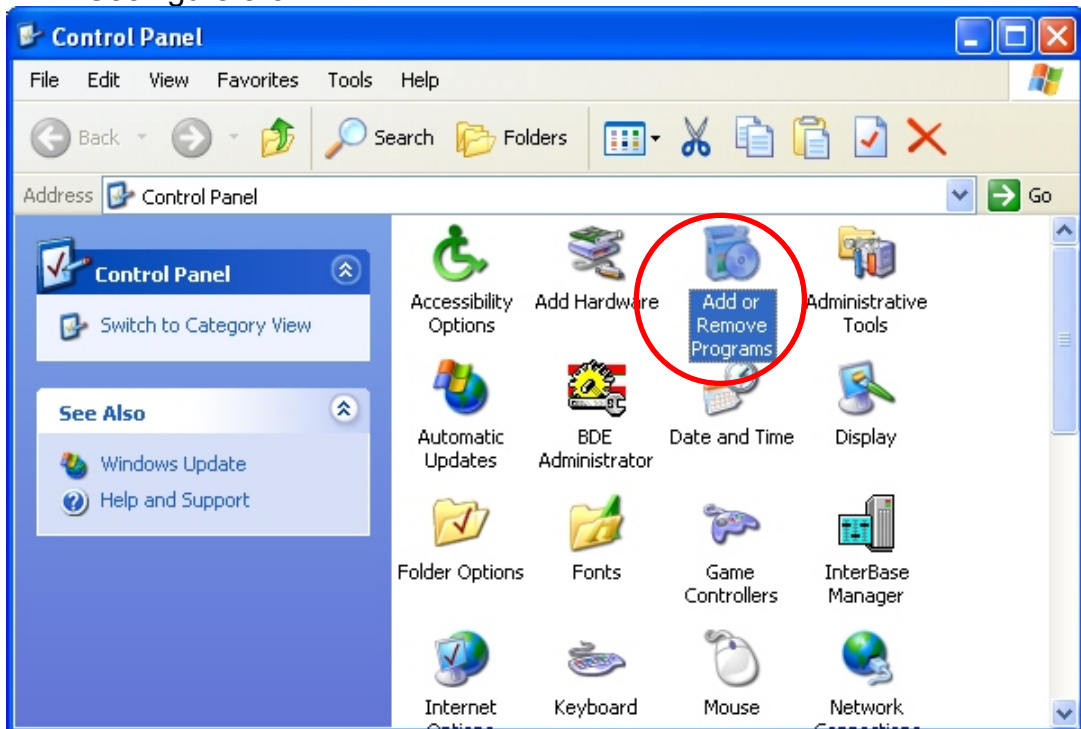 Control Panel
File Edit View Favorites Tools Help
Back Search Folders
Address Control Panel Go
Control Panel
Switch to Category View
See Also
Windows Update
Help and Support
Accessibility Options
Add Hardware
Add or Remove Programs
Administrative Tools
Automatic Updates
BDE Administrator
Date and Time
Display
Folder Options
Fonts
Game Controllers
InterBase Manager
Internet Options
Keyboard
Mouse
Network Connections